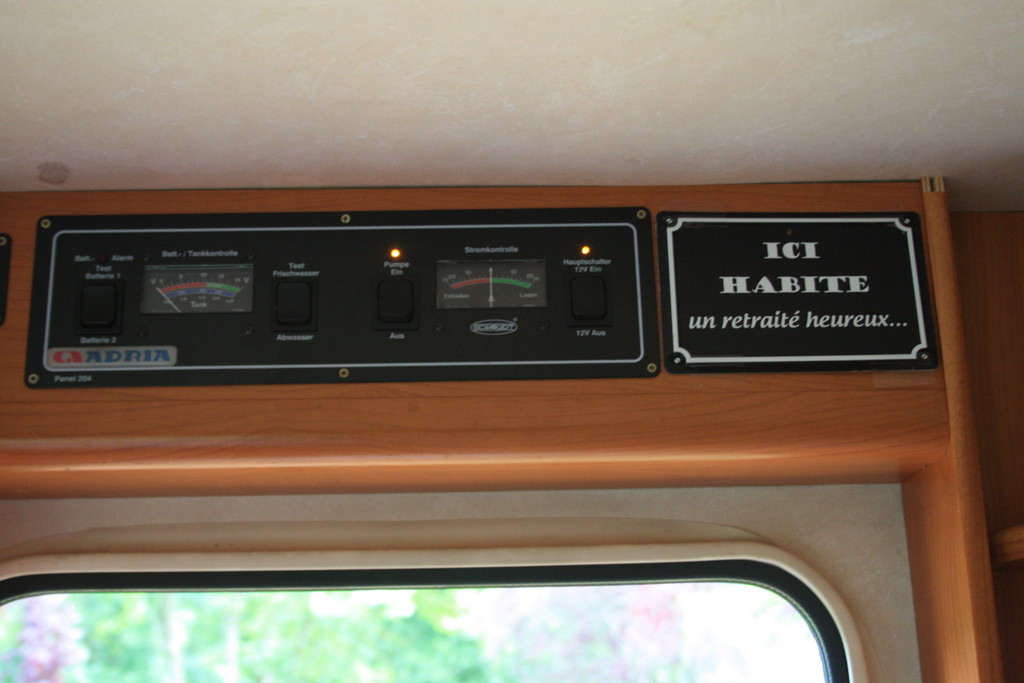 Batt.- Alarm
Test
Batterie 1
Batterie 2
Batt.- / Tankkontrolle
V
V
Tank
Test
Frischwasser
Abwasser
Pumpe
Ein
Aus
Stromkontrolle
Entladen
Laden
Hauptschalter
12V Ein
12V Aus
ADRIA
Panel 204
ICI
HABITE
un retraité heureux...